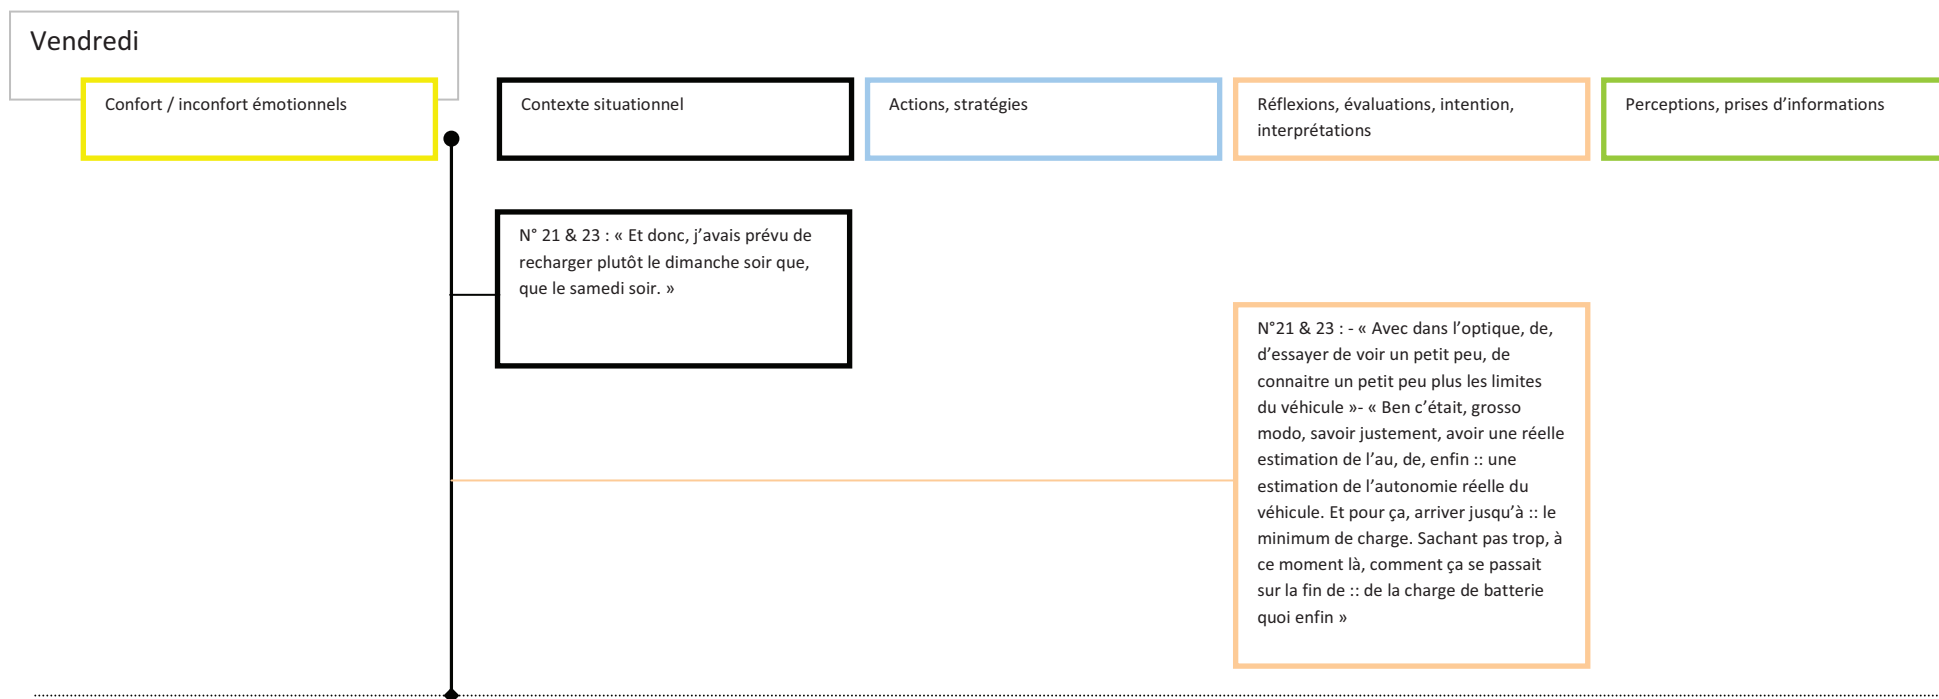 Vendredi
Confort / inconfort émotionnels
Contexte situationnel
Actions, stratégies
Réflexions, évaluations, intention,
interprétations
Perceptions, prises d’informations
N° 21 & 23 : « Et donc, j’avais prévu de
recharger plutôt le dimanche soir que,
que le samedi soir. »
N°21 & 23 : - « Avec dans l’optique, de,
d’essayer de voir un petit peu, de
connaitre un petit peu plus les limites
du véhicule »- « Ben c’était, grosso
modo, savoir justement, avoir une réelle
estimation de l’au, de, enfin :: une
estimation de l’autonomie réelle du
véhicule. Et pour ça, arriver jusqu’à :: le
minimum de charge. Sachant pas trop, à
ce moment là, comment ça se passait
sur la fin de :: de la charge de batterie
quoi enfin »